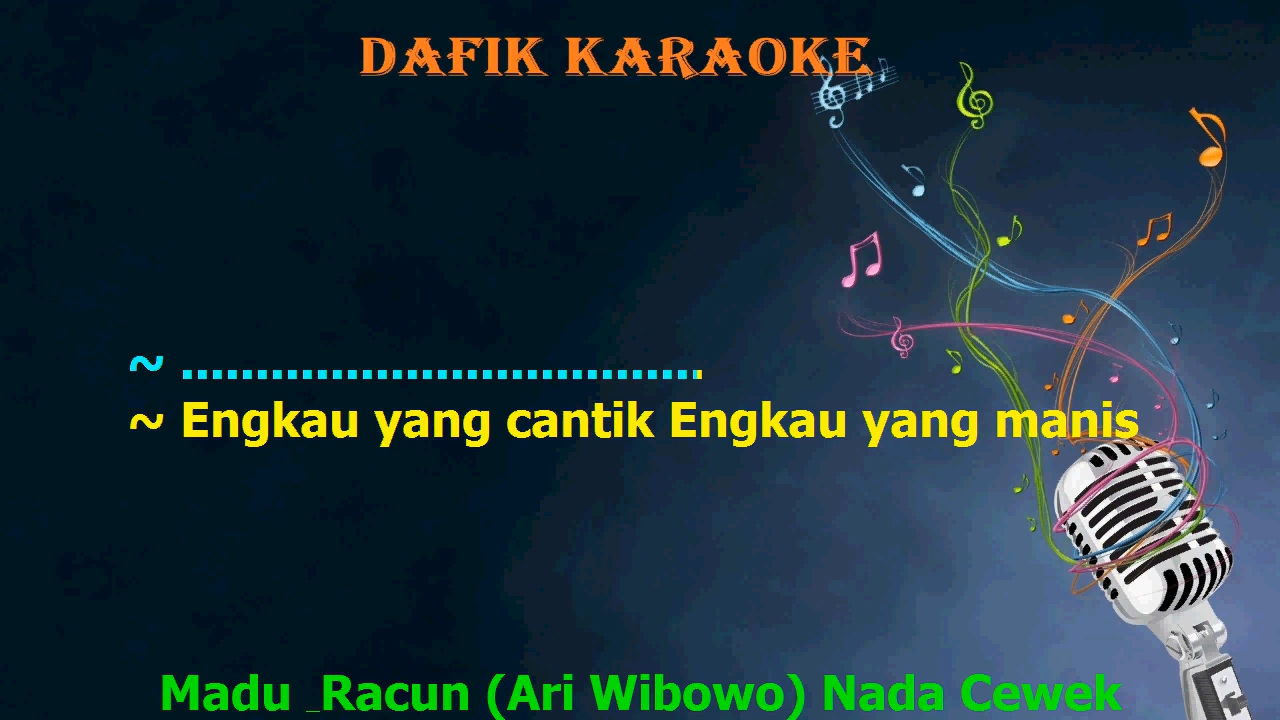 DAFIK KARAOKE
~ ...................................
~ Engkau yang cantik Engkau yang manis
Madu _Racun (Ari Wibowo) Nada Cewek